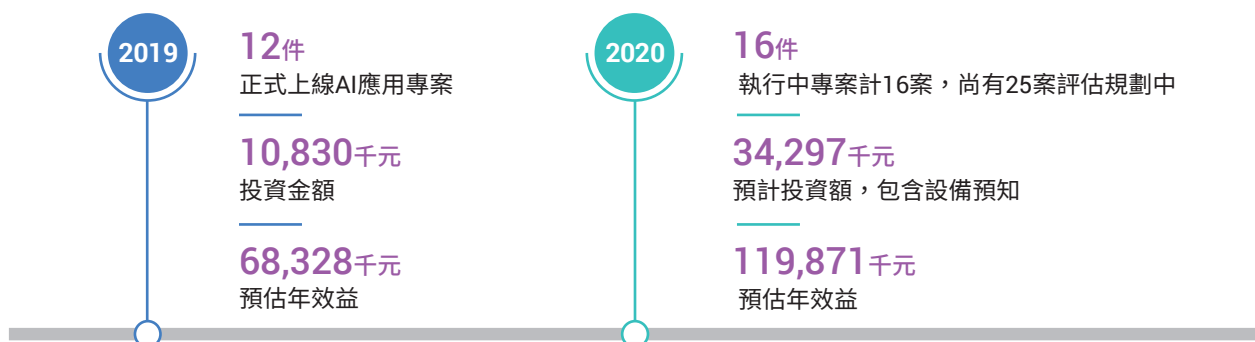 2019
12件
正式上線AI應用專案
10,830千元
投資金額
68,328千元
預估年效益
2020
16件
執行中專案計16案，尚有25案評估規劃中
34,297千元
預計投資額，包含設備預知
119,871千元
預估年效益